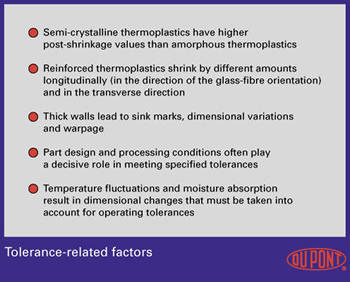 Semi-crystalline thermoplastics have higher
post-shrinkage values than amorphous thermoplastics
Reinforced thermoplastics shrink by different amounts
longitudinally (in the direction of the glass-fibre orientation)
and in the transverse direction
Thick walls lead to sink marks, dimensional variations
and warpage
Part design and processing conditions often play
a decisive role in meeting specified tolerances
Temperature fluctuations and moisture absorption
result in dimensional changes that must be taken into
account for operating tolerances
Tolerance-related factors
DU PONT